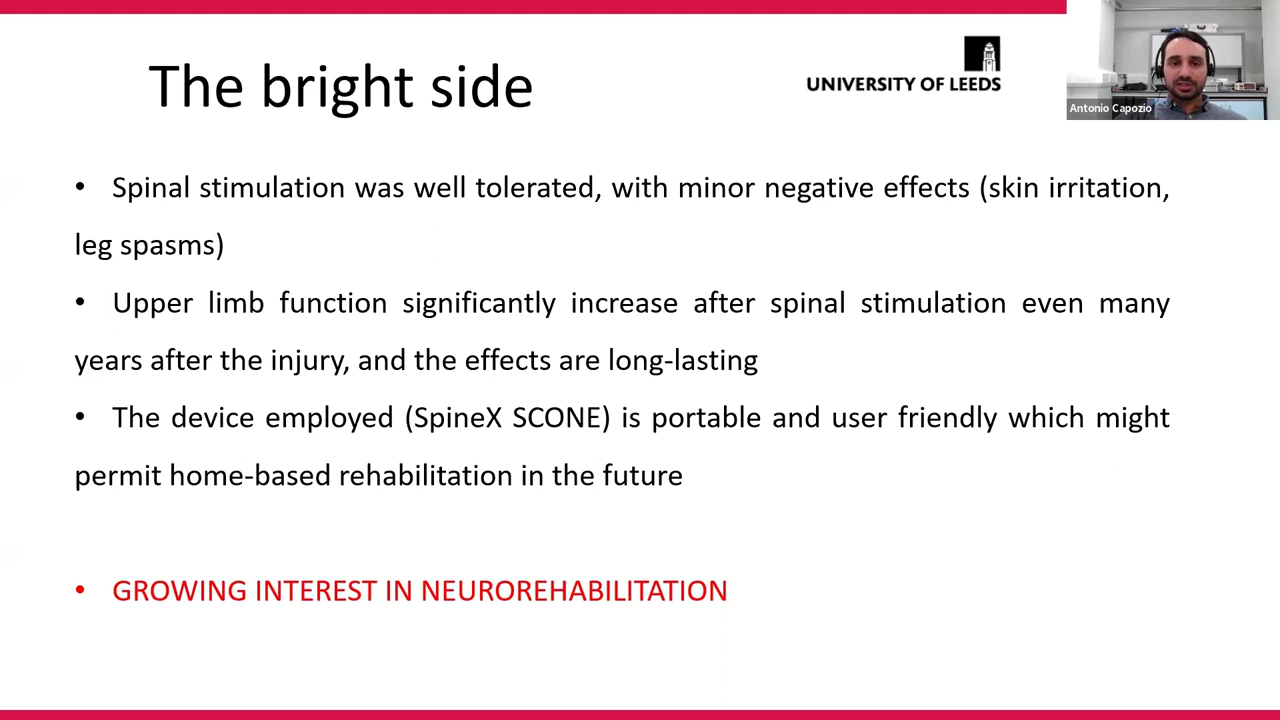 The bright side
UNIVERSITY OF LEEDS
Antonio Capozio
• Spinal stimulation was well tolerated, with minor negative effects (skin irritation,
leg spasms)
• Upper limb function significantly increase after spinal stimulation even many
years after the injury, and the effects are long-lasting
• The device employed (SpineX SCONE) is portable and user friendly which might
permit home-based rehabilitation in the future
• GROWING INTEREST IN NEUROREHABILITATION